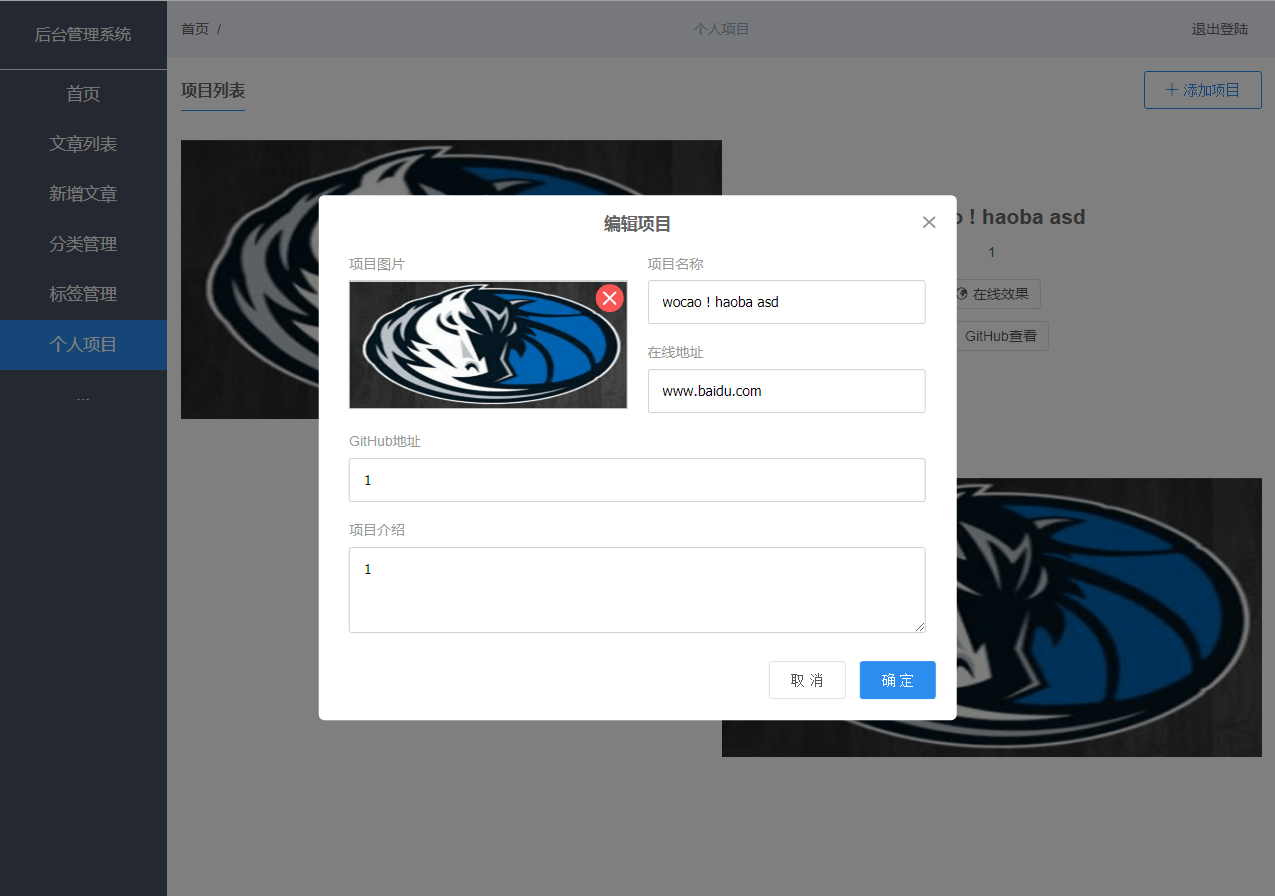 后台管理系统
首页
文章列表
新增文章
分类管理
标签管理
个人项目
...
首页 /
个人项目
退出登陆
项目列表
+ 添加项目
o ! haoba asd
1
在线效果
GitHub查看
编辑项目
项目图片
项目名称
wocao ! haoba asd
在线地址
www.baidu.com
GitHub地址
1
项目介绍
1
取 消
确 定